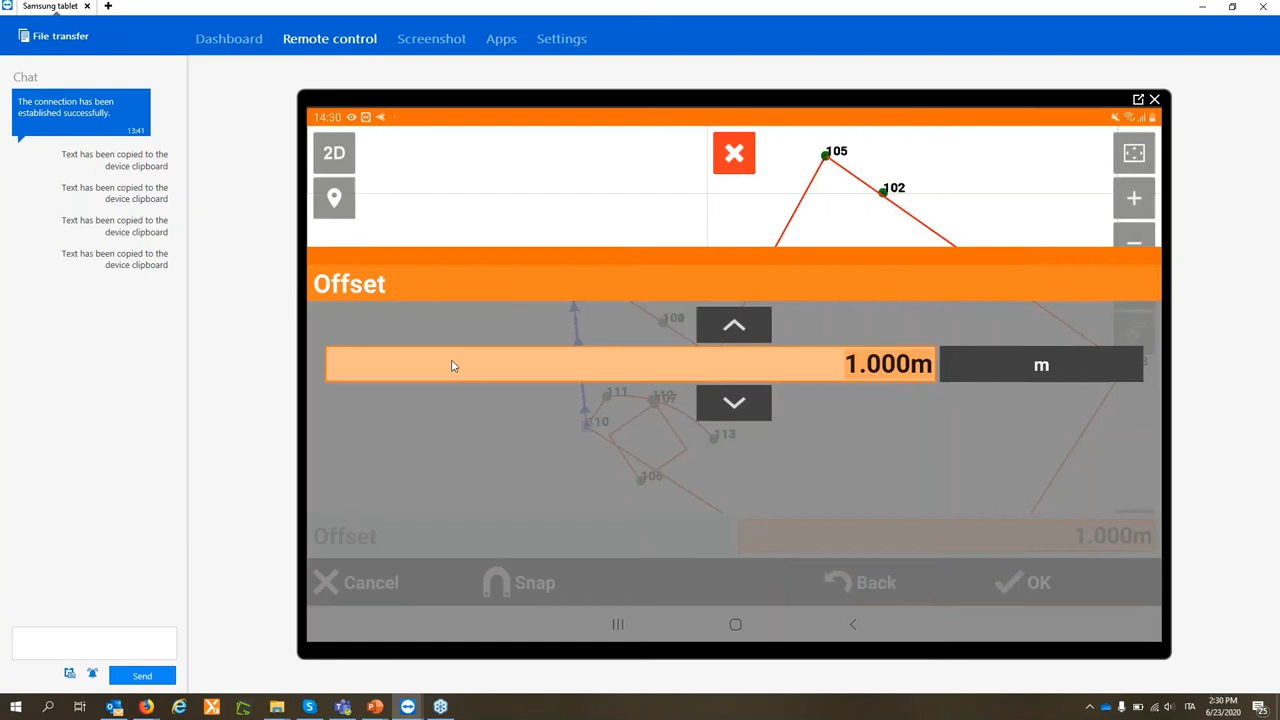 Samsung tablet
File transfer
Dashboard
Remote control
Screenshot
Apps
Settings
Chat
The connection has been
established successfully.
13:41
Text has been copied to the
device clipboard
Text has been copied to the
device clipboard
Text has been copied to the
device clipboard
Text has been copied to the
device clipboard
Send
14:30
2D
105
102
Offset
1.000m
m
111
113
106
Offset
1.000m
Cancel
Snap
Back
OK
ITA
2:30 PM
6/23/2020
25